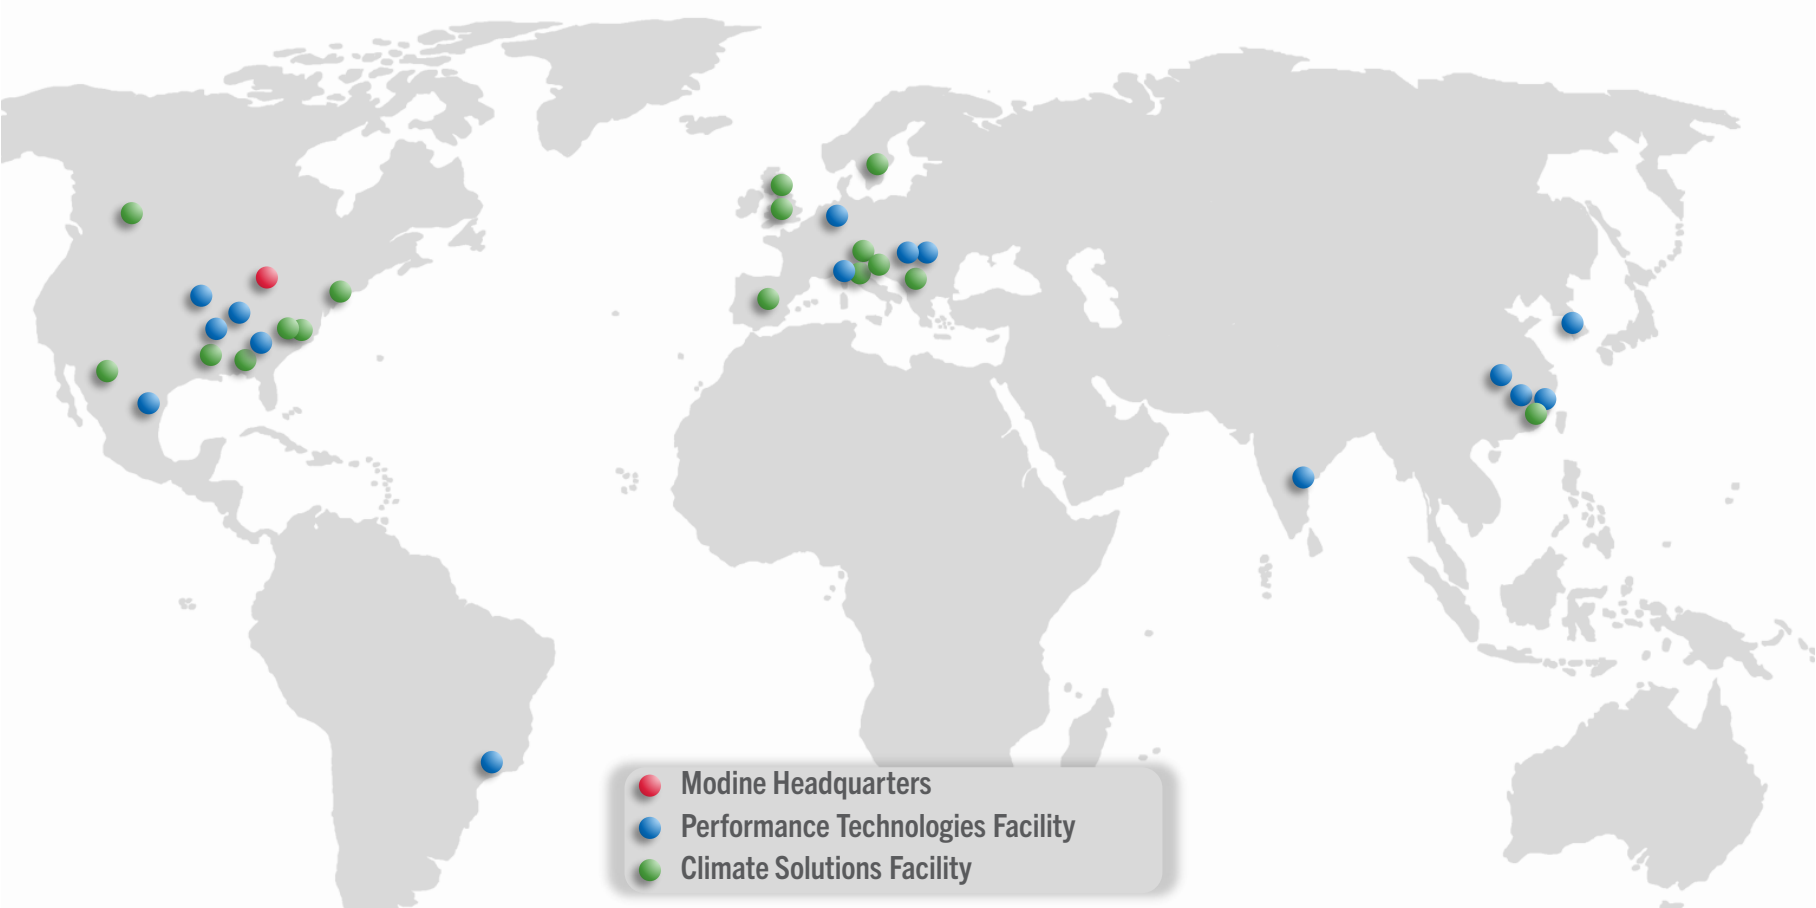 Modine Headquarters
Performance Technologies Facility
Climate Solutions Facility